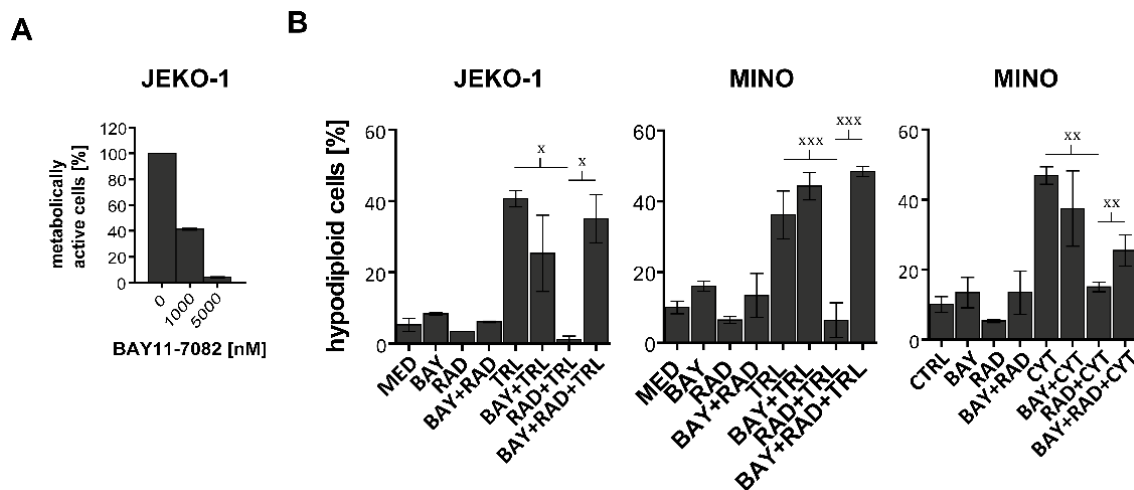 A
B
JEKO-1
JEKO-1
MINO
MINO
metabolically
active cells [%]
120
100
80
60
40
20
0
0
1000
5000
BAY11-7082 [nM]
hypodiploid cells [%]
60
40
20
0
x
x
MED
BAY
RAD
BAY+RAD
TRL
BAY+TRL
RAD+TRL
BAY+RAD+TRL
60
40
20
0
xxx
xxx
MED
BAY
RAD
BAY+RAD
TRL
BAY+TRL
RAD+TRL
BAY+RAD+TRL
60
40
20
0
xx
xx
CTRL
BAY
RAD
BAY+RAD
CYT
BAY+CYT
RAD+CYT
BAY+RAD+CYT